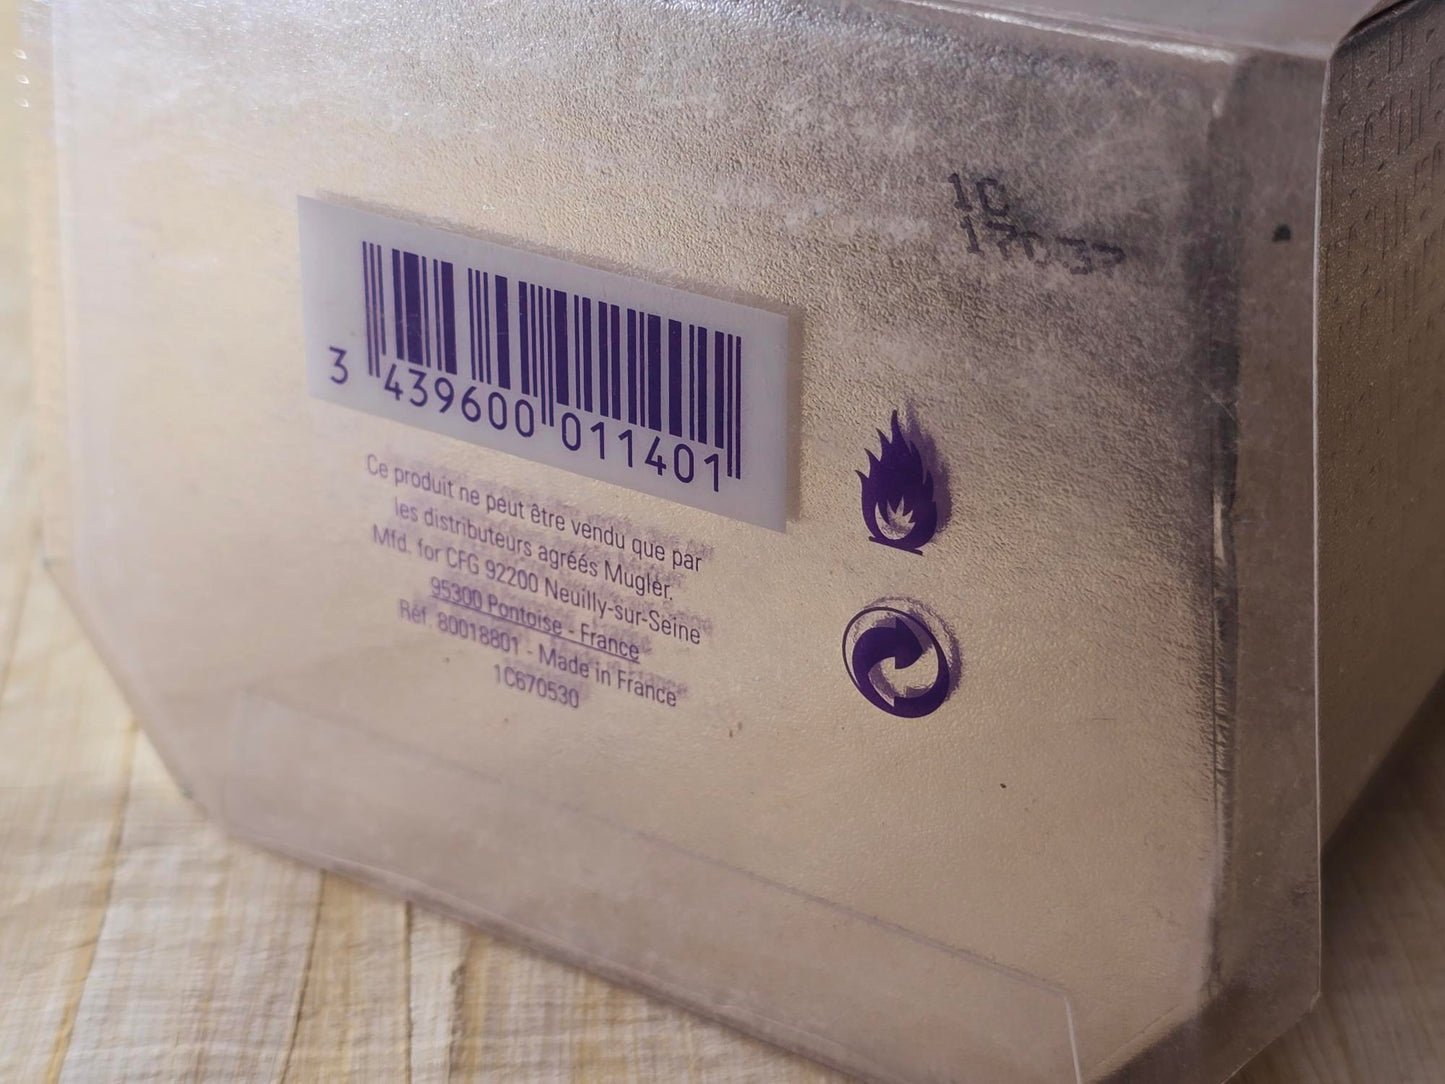 1C
17037
3 439600 011401
Ce produit ne peut être vendu que par
les distributeurs agréés Mugler.
Mfd. for CFG 92200 Neuilly-sur-Seine
95300 Pontoise - France
Réf. 80018801 - Made in France
1C670530